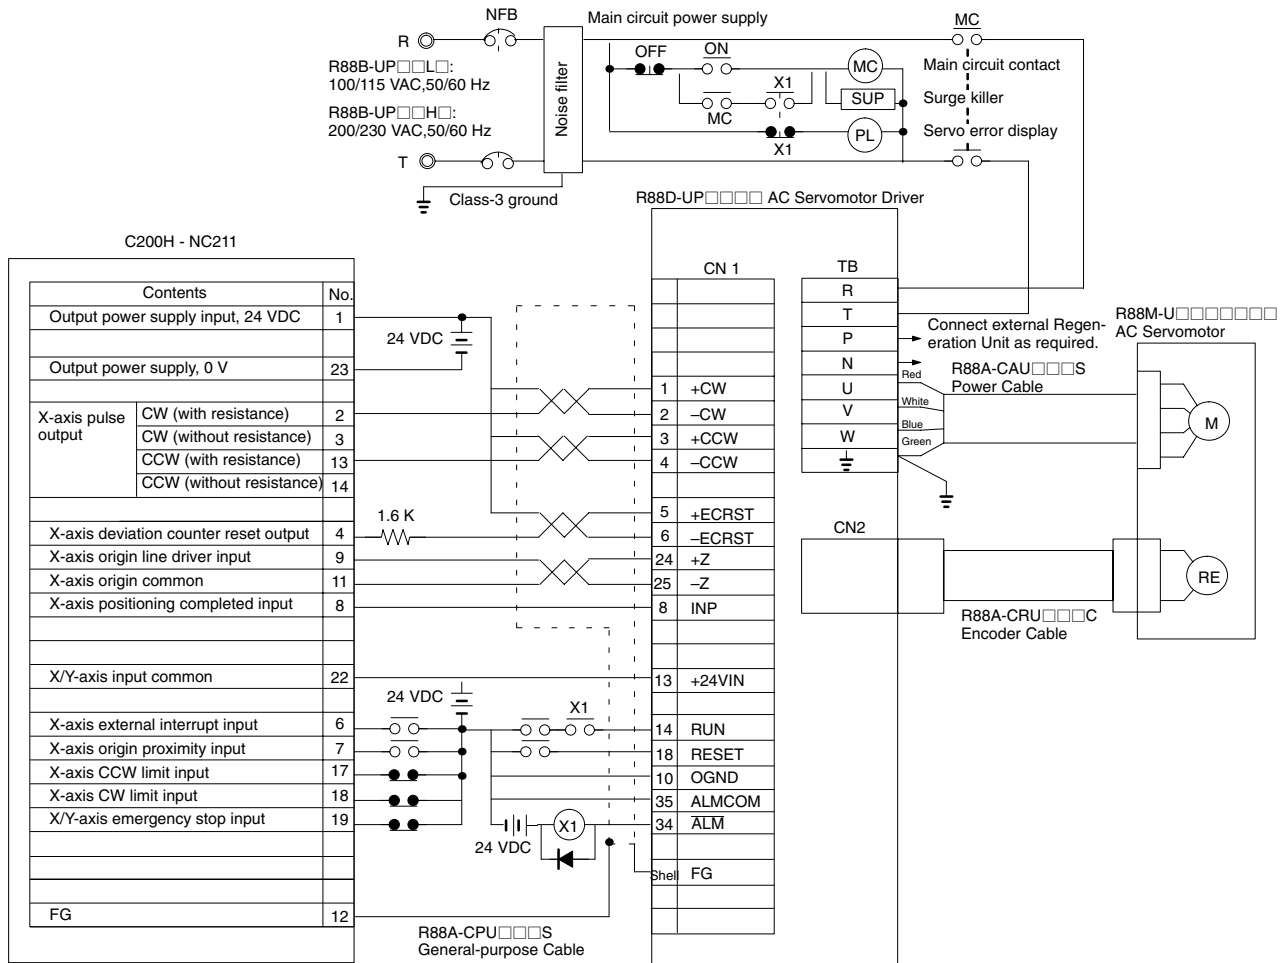 NFB
Main circuit power supply
MC
R
OFF
ON
R88B-UP□□L□:
100/115 VAC,50/60 Hz
MC
Main circuit contact
X1
SUP
Surge killer
R88B-UP□□H□:
200/230 VAC,50/60 Hz
Noise filter
MC
PL
Servo error display
X1
T
Class-3 ground
R88D-UP□□□□ AC Servomotor Driver
C200H - NC211
CN 1
TB
Contents
No.
Output power supply input, 24 VDC
1
24 VDC
Output power supply, 0 V
23
X-axis pulse
output
CW (with resistance)
2
CW (without resistance)
3
CCW (with resistance)
13
CCW (without resistance)
14
X-axis deviation counter reset output
4
1.6 K
X-axis origin line driver input
9
X-axis origin common
11
X-axis positioning completed input
8
X/Y-axis input common
22
24 VDC
X-axis external interrupt input
6
X-axis origin proximity input
7
X-axis CCW limit input
17
X-axis CW limit input
18
X/Y-axis emergency stop input
19
FG
12
X1
X1
24 VDC
R88A-CPU□□□S
General-purpose Cable
1 +CW
2 –CW
3 +CCW
4 –CCW
5 +ECRST
6 –ECRST
24 +Z
25 –Z
8 INP
13 +24VIN
14 RUN
18 RESET
10 OGND
35 ALMCOM
34 ALM
Shell FG
R
T
P
N
U
V
W
Connect external Regen-
eration Unit as required.
Red
White
Blue
Green
R88A-CAU□□□S
Power Cable
R88M-U□□□□□□□
AC Servomotor
M
CN2
RE
R88A-CRU□□□C
Encoder Cable